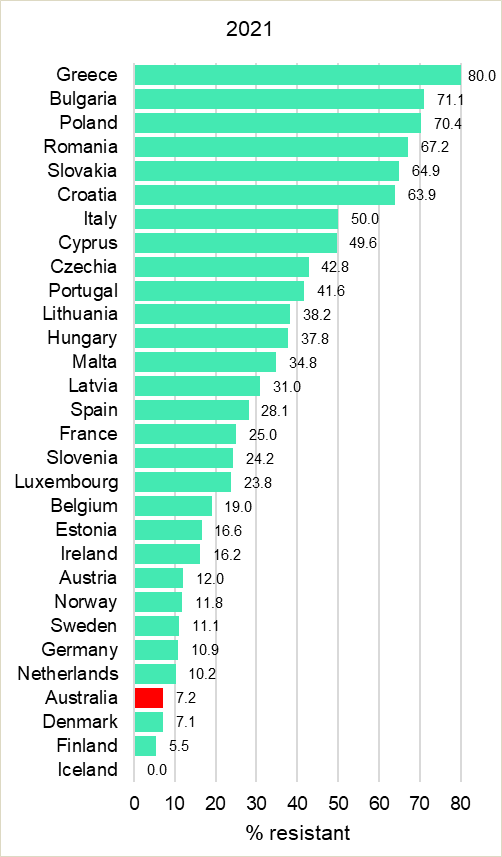 2021
Greece 80.0
Bulgaria 71.1
Poland 70.4
Romania 67.2
Slovakia 64.9
Croatia 63.9
Italy 50.0
Cyprus 49.6
Czechia 42.8
Portugal 41.6
Lithuania 38.2
Hungary 37.8
Malta 34.8
Latvia 31.0
Spain 28.1
France 25.0
Slovenia 24.2
Luxembourg 23.8
Belgium 19.0
Estonia 16.6
Ireland 16.2
Austria 12.0
Norway 11.8
Sweden 11.1
Germany 10.9
Netherlands 10.2
Australia 7.2
Denmark 7.1
Finland 5.5
Iceland 0.0
0 10 20 30 40 50 60 70 80
% resistant